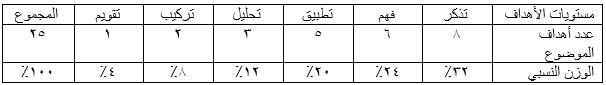 مستويات الأهداف تذكر فهم تطبيق تحليل تركيب تقويم المجموع
عدد أهداف ٨ ٦ ٥ ٣ ٢ ١ ٢٥
الموضوع
الوزن النسبي ٣٢٪ ٢٤٪ ٢٠٪ ١٢٪ ٨٪ ٤٪ ١٠٠٪